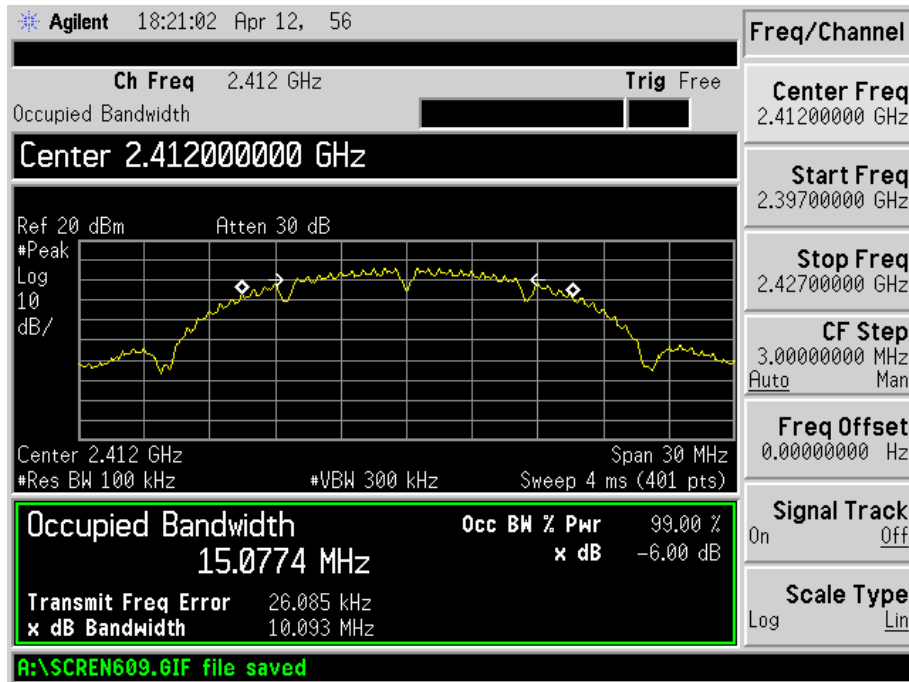 Agilent 18:21:02 Apr 12, 56
Ch Freq 2.412 GHz Trig Free
Occupied Bandwidth
Center 2.412000000 GHz
Ref 20 dBm Atten 30 dB
#Peak
Log
10
dB/
Center 2.412 GHz Span 30 MHz
#Res BW 100 kHz #VBW 300 kHz Sweep 4 ms (401 pts)
Occupied Bandwidth Occ BW % Pwr 99.00 %
15.0774 MHz x dB -6.00 dB
Transmit Freq Error 26.085 kHz
x dB Bandwidth 10.093 MHz
A:\SCREN609.GIF file saved
Freq/Channel
Center Freq
2.41200000 GHz
Start Freq
2.39700000 GHz
Stop Freq
2.42700000 GHz
CF Step
3.00000000 MHz
Auto Man
Freq Offset
0.00000000 Hz
Signal Track
On Off
Scale Type
Log Lin